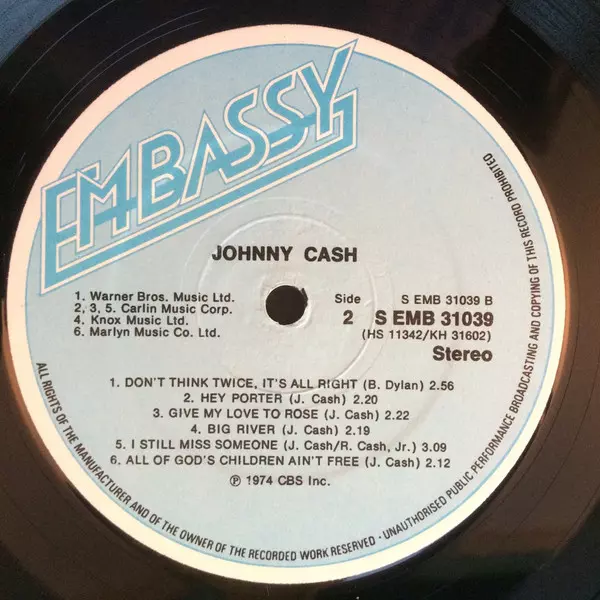 EMBASSY
JOHNNY CASH
1. Warner Bros. Music Ltd.
2, 3, 5. Carlin Music Corp.
4. Knox Music Ltd.
6. Marlyn Music Co. Ltd.
Side
2
S EMB 31039 B
S EMB 31039
(HS 11342/KH 31602)
Stereo
1. DON'T THINK TWICE, IT'S ALL RIGHT (B. Dylan) 2.56
2. HEY PORTER (J. Cash) 2.20
3. GIVE MY LOVE TO ROSE (J. Cash) 2.22
4. BIG RIVER (J. Cash) 2.19
5. I STILL MISS SOMEONE (J. Cash/R. Cash, Jr.) 3.09
6. ALL OF GOD'S CHILDREN AIN'T FREE (J. Cash) 2.12
℗ 1974 CBS Inc.
ALL RIGHTS OF THE MANUFACTURER AND OF THE OWNER OF THE RECORDED WORK RESERVED · UNAUTHORISED PUBLIC PERFORMANCE BROADCASTING AND COPYING OF THIS RECORD PROHIBITED